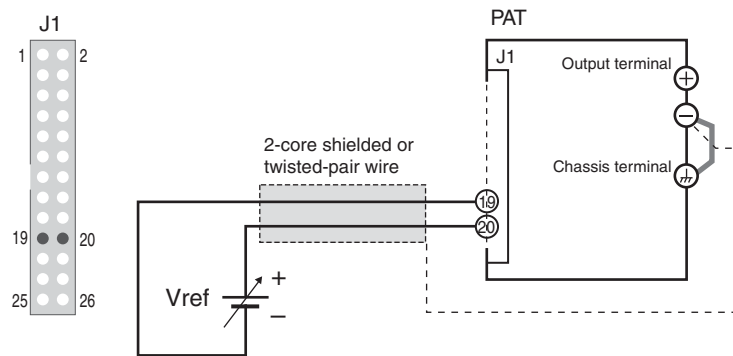 PAT
J1
1 2
19 20
25 26
J1
Output terminal
+
−
Chassis terminal
2-core shielded or
twisted-pair wire
19
20
Vref
+
−